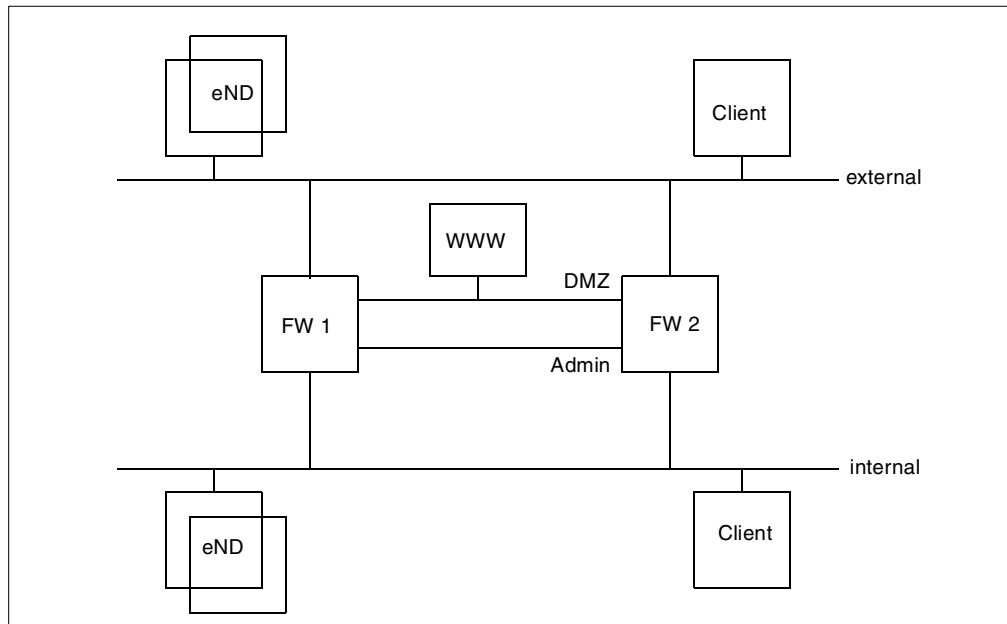 eND
Client
external
WWW
DMZ
FW 1
FW 2
Admin
internal
eND
Client